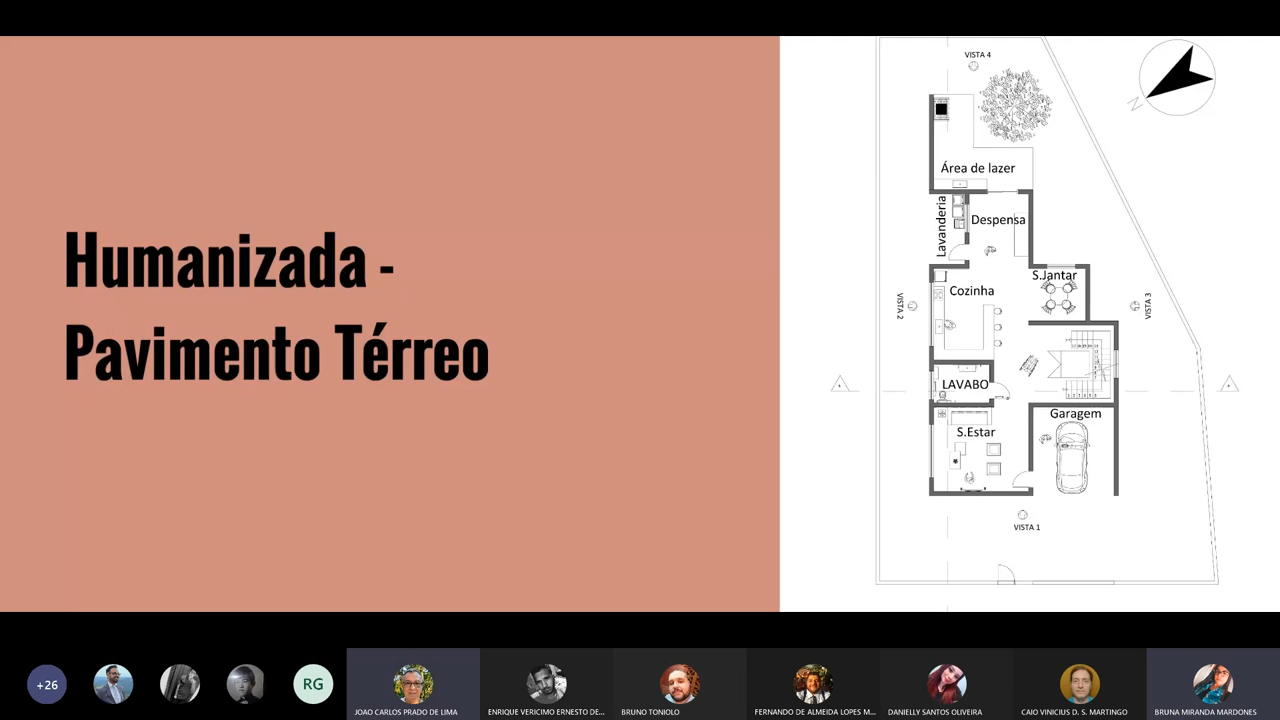 Humanizada -
Pavimento Térreo
VISTA 4
N
Área de lazer
Lavanderia
Despensa
S.Jantar
Cozinha
VISTA 2
VISTA 3
LAVABO
Garagem
S.Estar
VISTA 1
+26
RG
JOAO CARLOS PRADO DE LIMA
ENRIQUE VERICIMO ERNESTO DE...
BRUNO TONIOLO
FERNANDO DE ALMEIDA LOPES M...
DANIELLY SANTOS OLIVEIRA
CAIO VINICIUS D. S. MARTINGO
BRUNA MIRANDA MARDONES